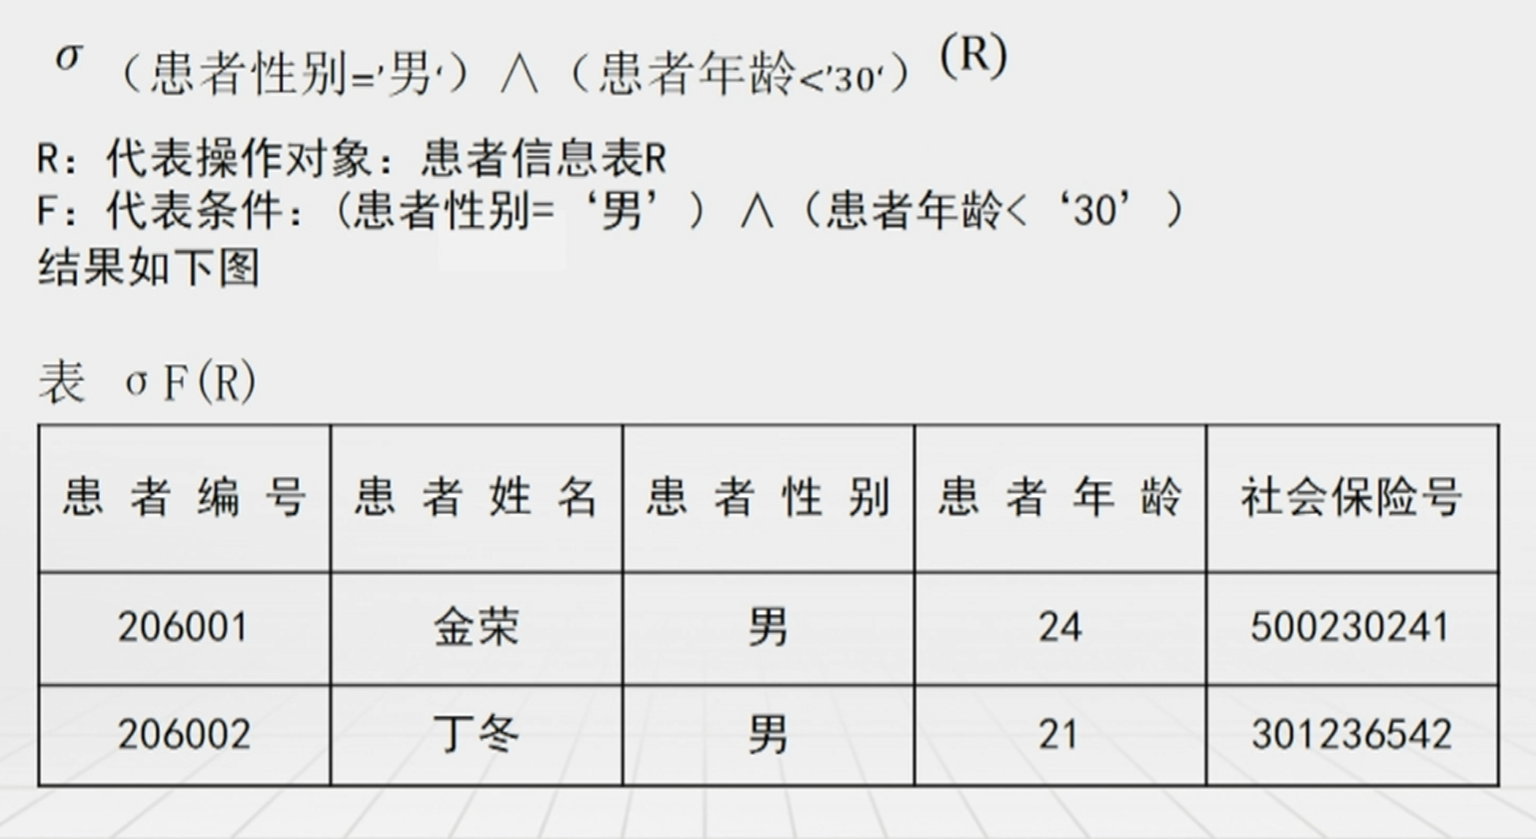 σ（患者性别='男'）∧（患者年龄<'30'）(R)
R：代表操作对象：患者信息表R
F：代表条件：(患者性别=‘男’）∧（患者年龄<‘30’）
结果如下图
表 σF(R)
患者编号 患者姓名 患者性别 患者年龄 社会保险号
206001 金荣 男 24 500230241
206002 丁冬 男 21 301236542